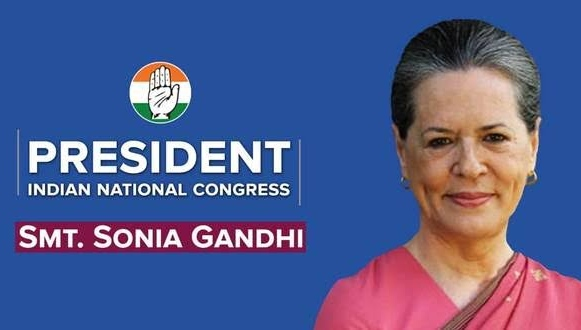 PRESIDENT
INDIAN NATIONAL CONGRESS
SMT. SONIA GANDHI